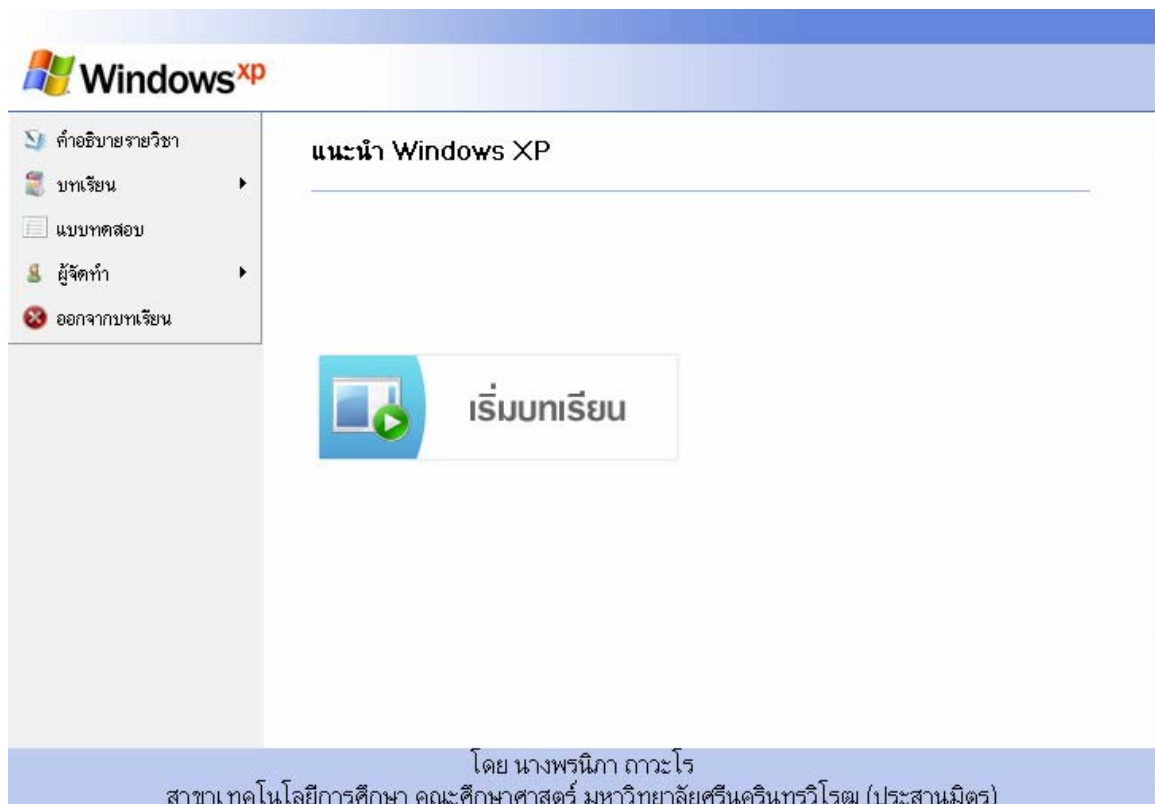 Windows xp
คำอธิบายรายวิชา
บทเรียน
แบบทดสอบ
ผู้จัดทำ
ออกจากบทเรียน
แนะนำ Windows XP
เริ่มบทเรียน
โดย นางพรนิภา ถาวะโร
สาขาเทคโนโลยีการศึกษา คณะศึกษาศาสตร์ มหาวิทยาลัยศรีนครินทรวิโรฒ (ประสานมิตร)